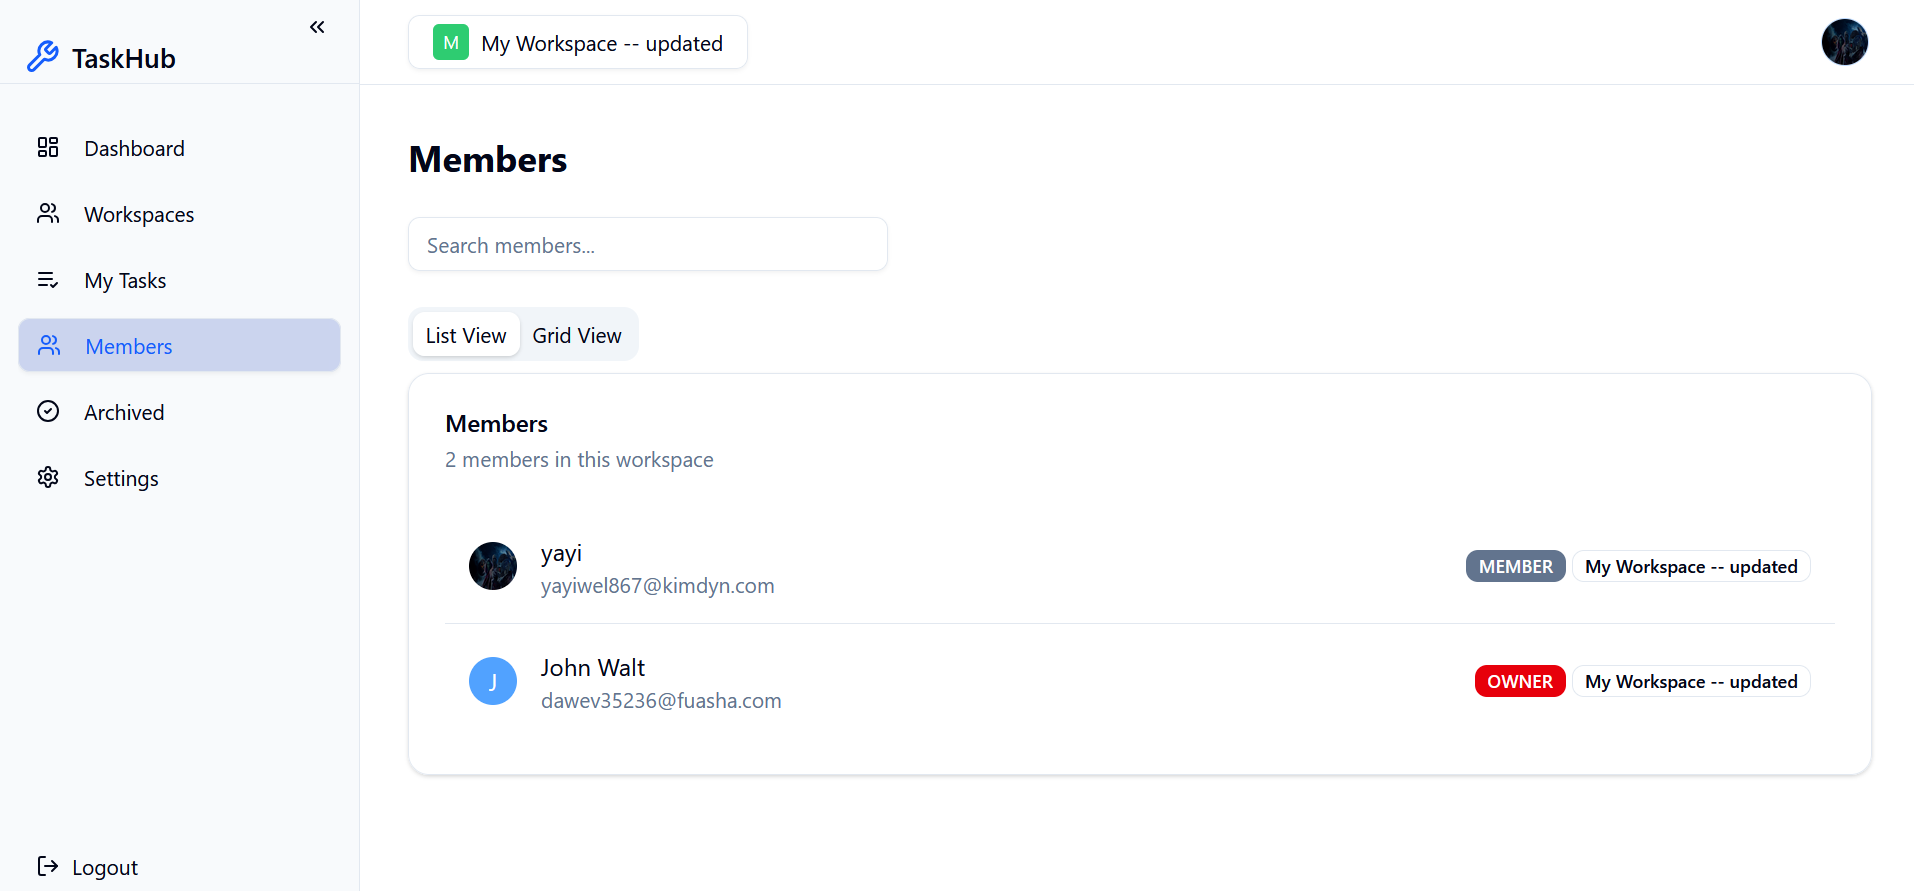 TaskHub
Dashboard
Workspaces
My Tasks
Members
Archived
Settings
Logout
M My Workspace -- updated
Members
Search members...
List View Grid View
Members
2 members in this workspace
yayi
yayiwel867@kimdyn.com
MEMBER My Workspace -- updated
J
John Walt
dawev35236@fuasha.com
OWNER My Workspace -- updated